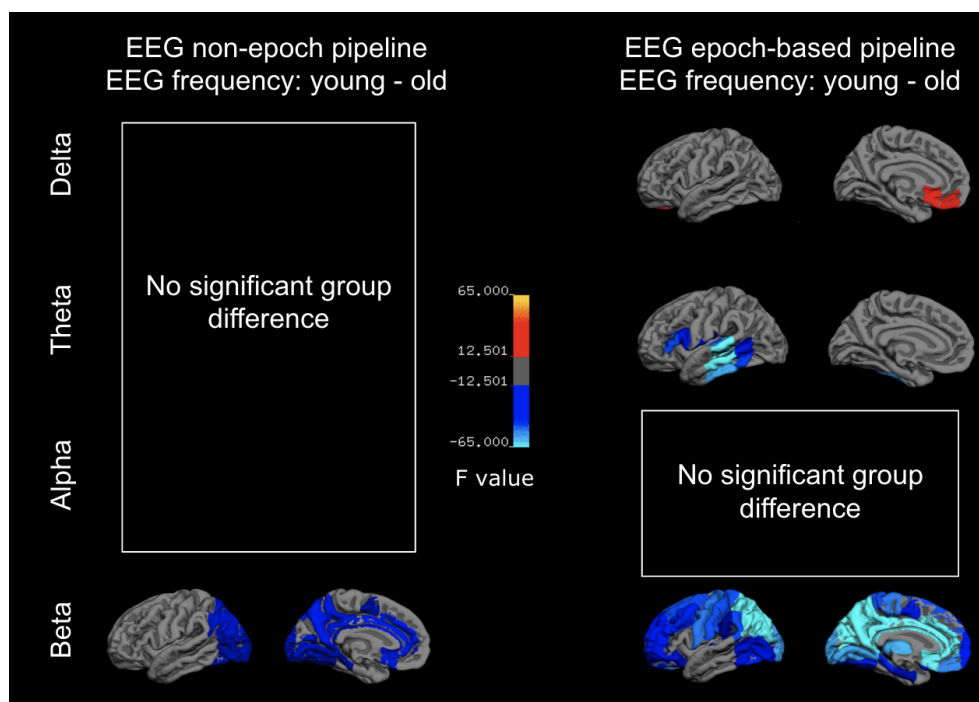 EEG non-epoch pipeline
EEG frequency: young - old
EEG epoch-based pipeline
EEG frequency: young - old
Delta
Theta
Alpha
Beta
No significant group
difference
65.000
12.501
-12.501
-65.000
F value
No significant group
difference